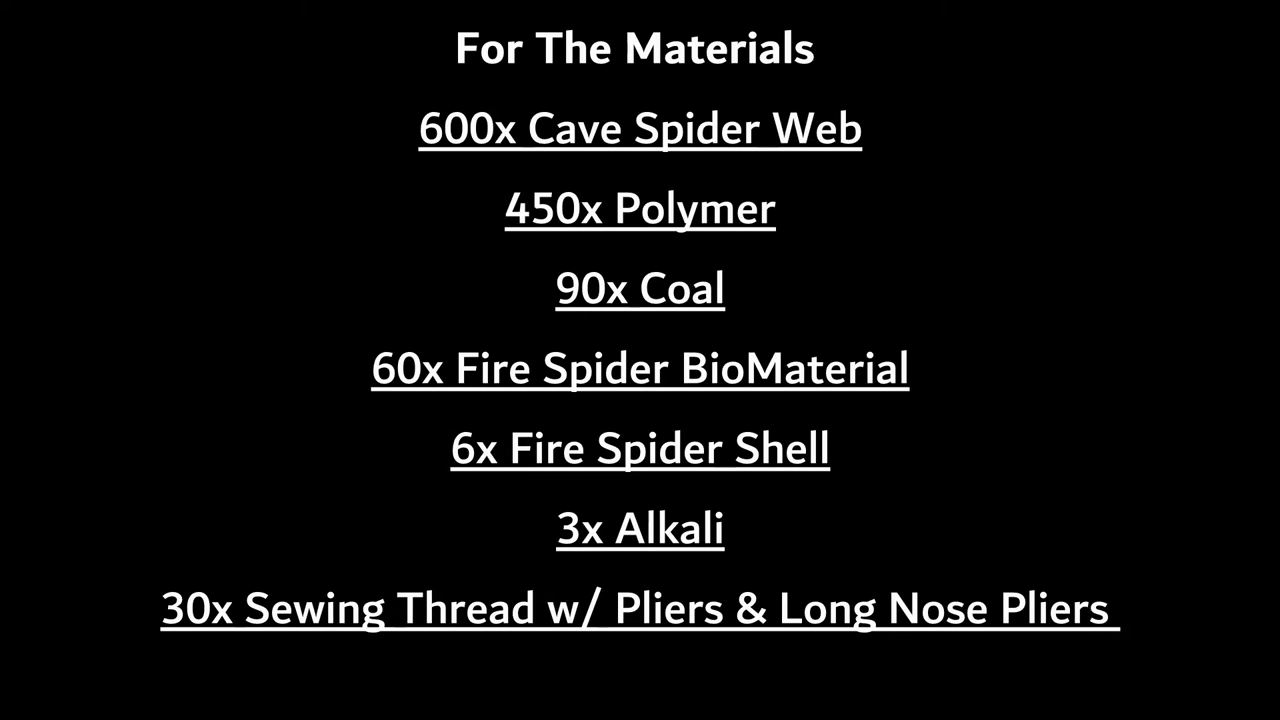 For The Materials
600x Cave Spider Web
450x Polymer
90x Coal
60x Fire Spider BioMaterial
6x Fire Spider Shell
3x Alkali
30x Sewing Thread w/ Pliers & Long Nose Pliers